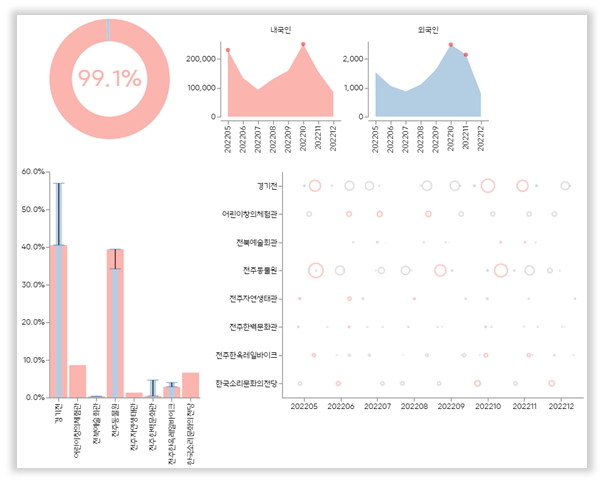 99.1%
내국인
200,000
100,000
0
202205
202206
202207
202208
202209
202210
202211
202212
외국인
2,000
1,000
0
202205
202206
202207
202208
202209
202210
202211
202212
60.0%
50.0%
40.0%
30.0%
20.0%
10.0%
0.0%
경기전
어린이창의체험관
전북예술회관
전주동물원
전주자연생태관
전주한벽문화관
전주한옥레일바이크
한국소리문화의전당
경기전
어린이창의체험관
전북예술회관
전주동물원
전주자연생태관
전주한벽문화관
전주한옥레일바이크
한국소리문화의전당
202205
202206
202207
202208
202209
202210
202211
202212